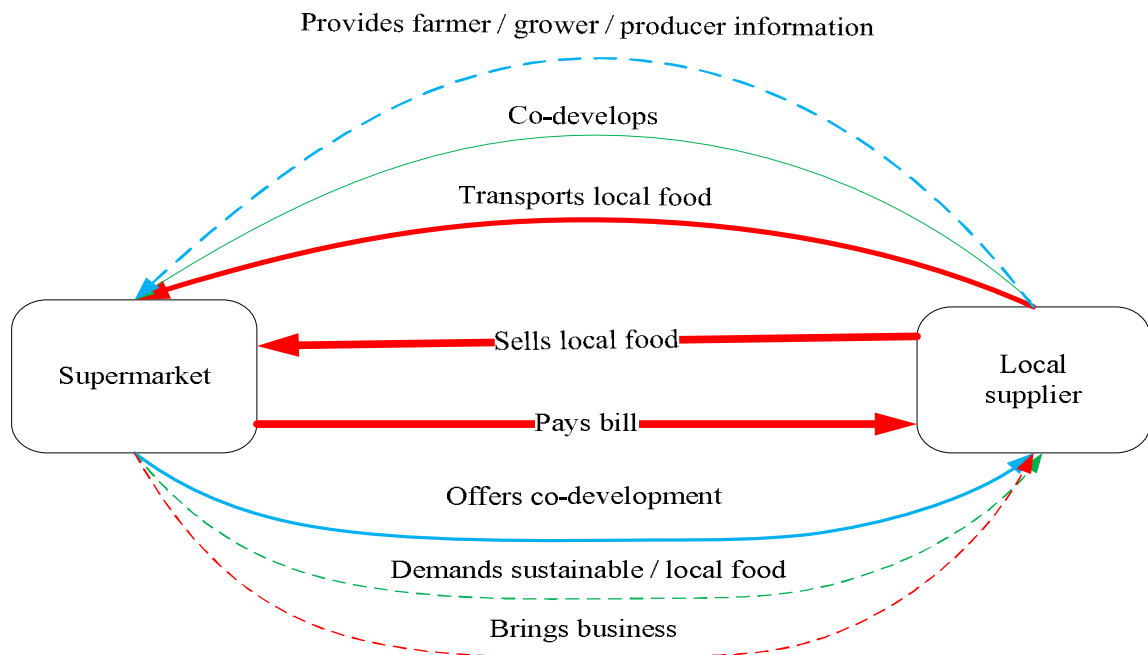 Provides farmer / grower / producer information
Co-develops
Transports local food
Sells local food
Supermarket
Local
supplier
Pays bill
Offers co-development
Demands sustainable / local food
Brings business